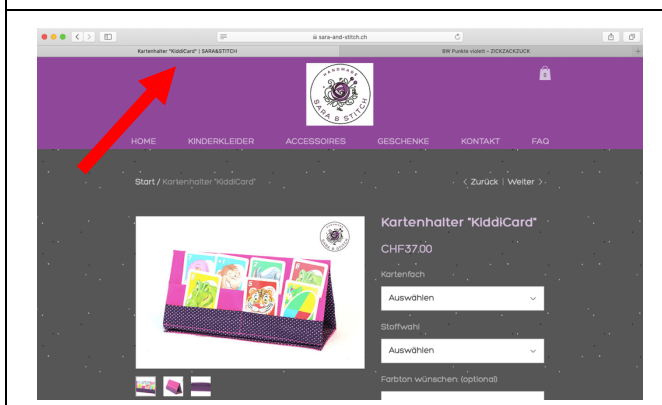 sara-and-stitch.ch
Kartenhalter "KiddiCard" | SARA&STITCH
BW Punkte violett – ZICKZACKZUCK
HANDMADE
SARA & STITCH
0
HOME KINDERKLEIDER ACCESSOIRES GESCHENKE KONTAKT FAQ
Start / Kartenhalter "KiddiCard"
< Zurück | Weiter >
Kartenhalter "KiddiCard"
CHF37.00
Kartenfach
Auswählen
Stoffwahl
Auswählen
Farbton wünschen: (optional)